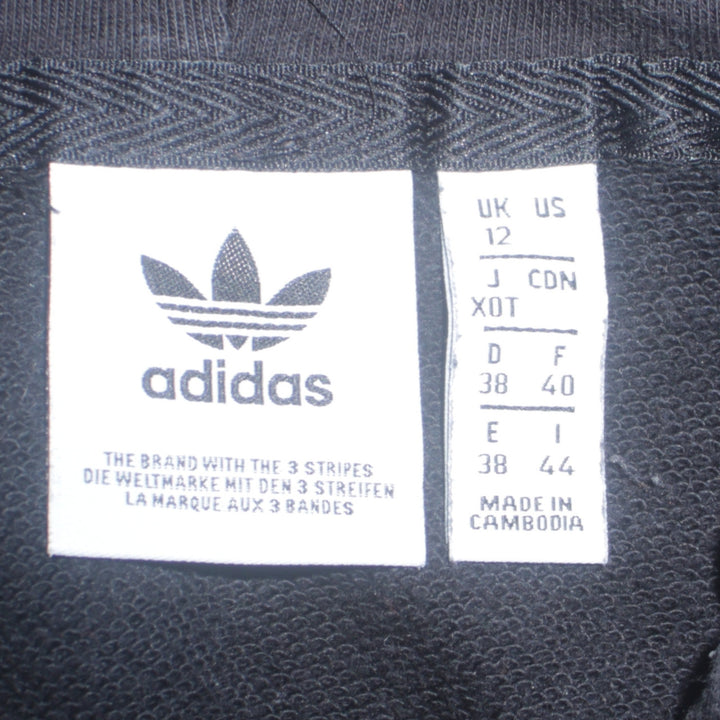 adidas
THE BRAND WITH THE 3 STRIPES
DIE WELTMARKE MIT DEN 3 STREIFEN
LA MARQUE AUX 3 BANDES
UK US
12
J CDN
XOT
D F
38 40
E I
38 44
MADE IN
CAMBODIA